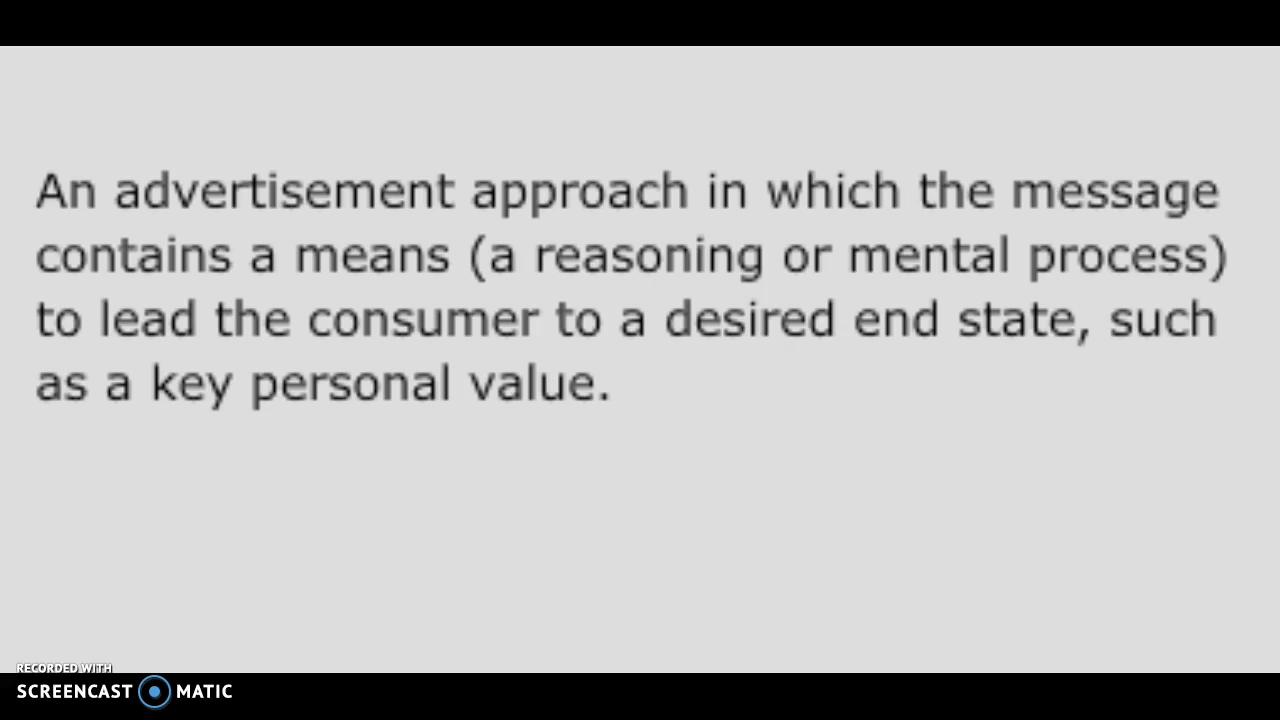 An advertisement approach in which the message
contains a means (a reasoning or mental process)
to lead the consumer to a desired end state, such
as a key personal value.
RECORDED WITH
SCREENCAST MATIC